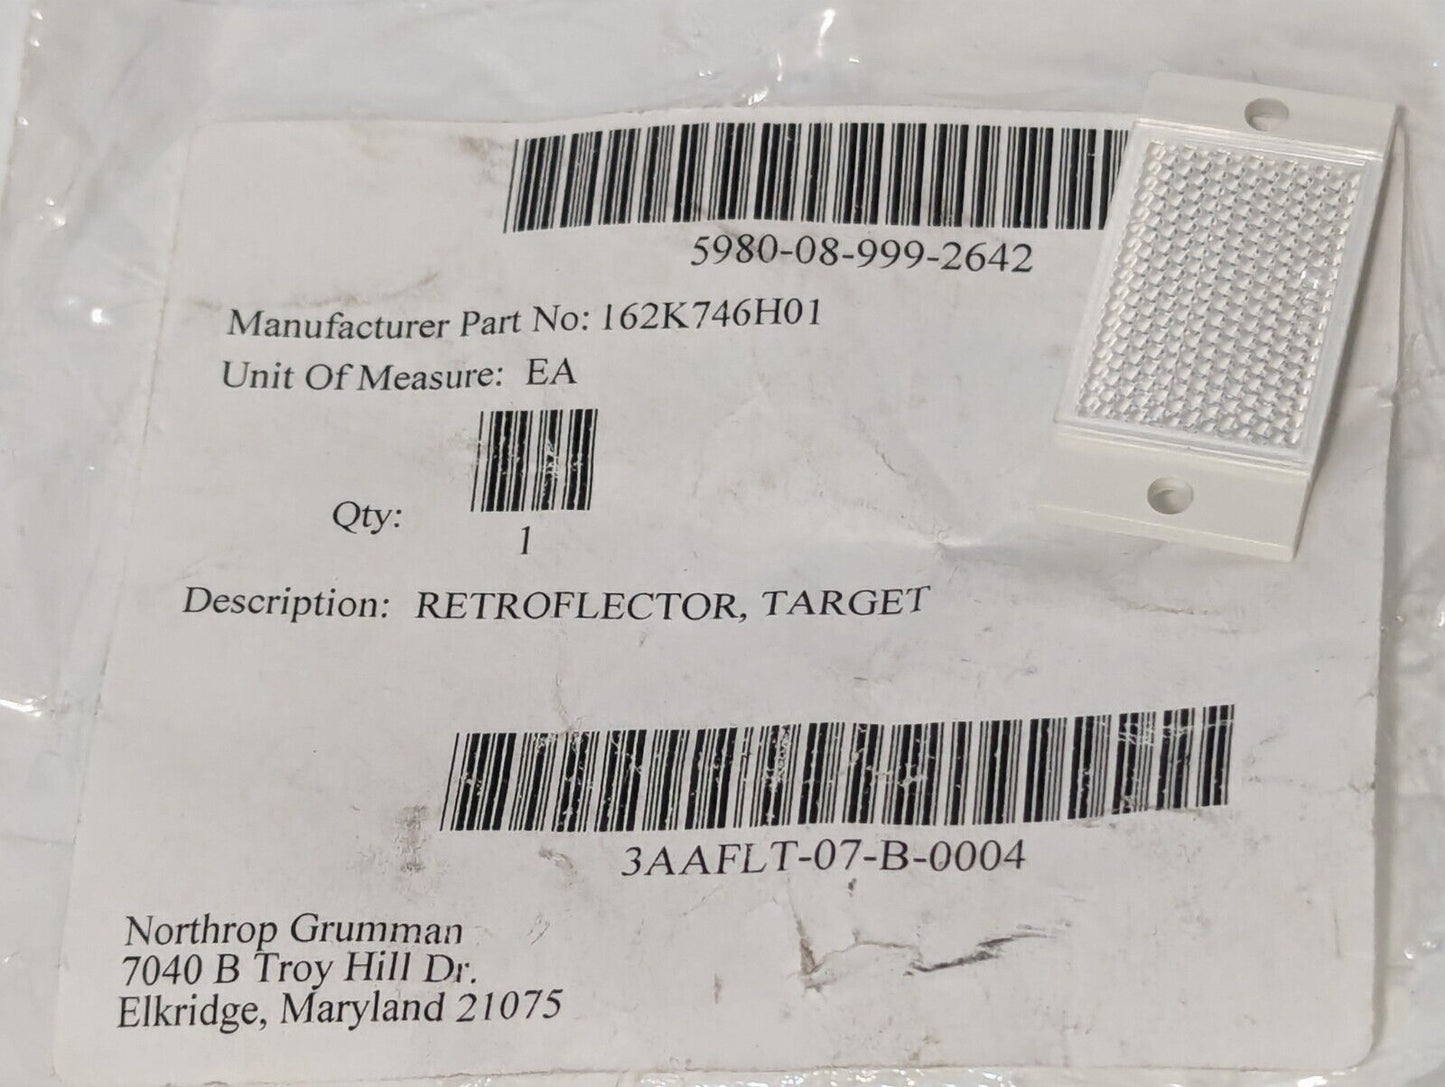 5980-08-999-2642
Manufacturer Part No: 162K746H01
Unit Of Measure: EA
Qty:
1
Description: RETROFLECTOR, TARGET
3AAFLT-07-B-0004
Northrop Grumman
7040 B Troy Hill Dr.
Elkridge, Maryland 21075